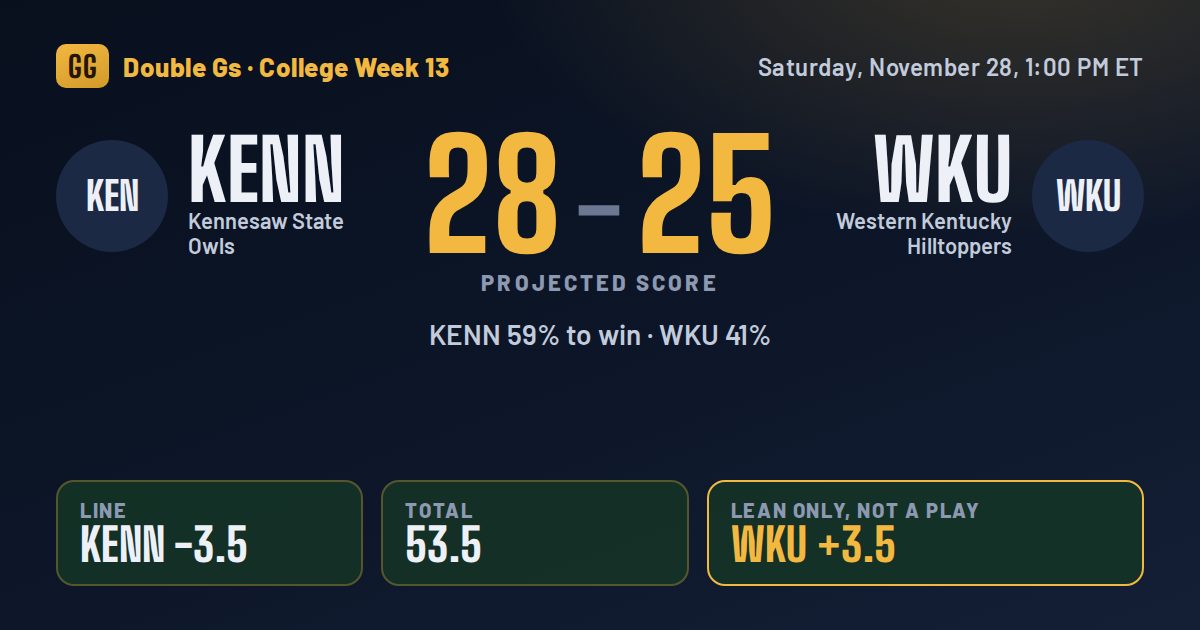 GG
Double Gs · College Week 13
Saturday, November 28, 1:00 PM ET
KEN
KENN
Kennesaw State
Owls
28 – 25
PROJECTED SCORE
KENN 59% to win · WKU 41%
WKU
Western Kentucky
Hilltoppers
WKU
LINE
KENN −3.5
TOTAL
53.5
LEAN ONLY, NOT A PLAY
WKU +3.5